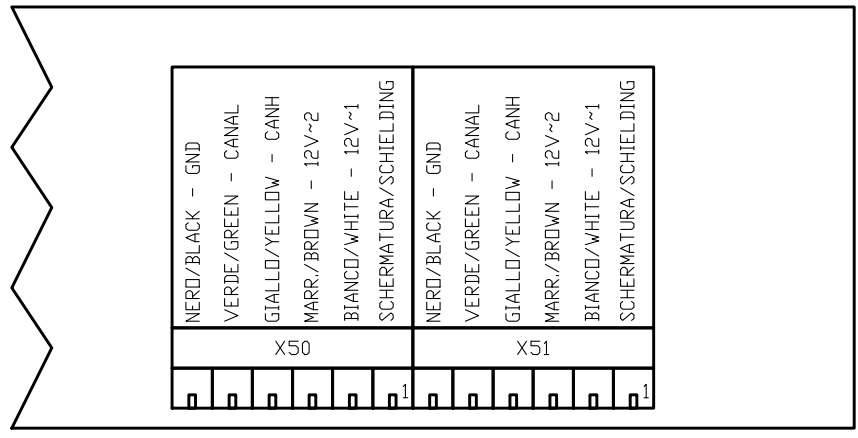 NERO/BLACK - GND
VERDE/GREEN - CANAL
GIALLO/YELLOW - CANH
MARR./BROWN - 12V~2
BIANCO/WHITE - 12V~1
SCHERMATURA/SCHIELDING
NERO/BLACK - GND
VERDE/GREEN - CANAL
GIALLO/YELLOW - CANH
MARR./BROWN - 12V~2
BIANCO/WHITE - 12V~1
SCHERMATURA/SCHIELDING
X50
X51
1
1